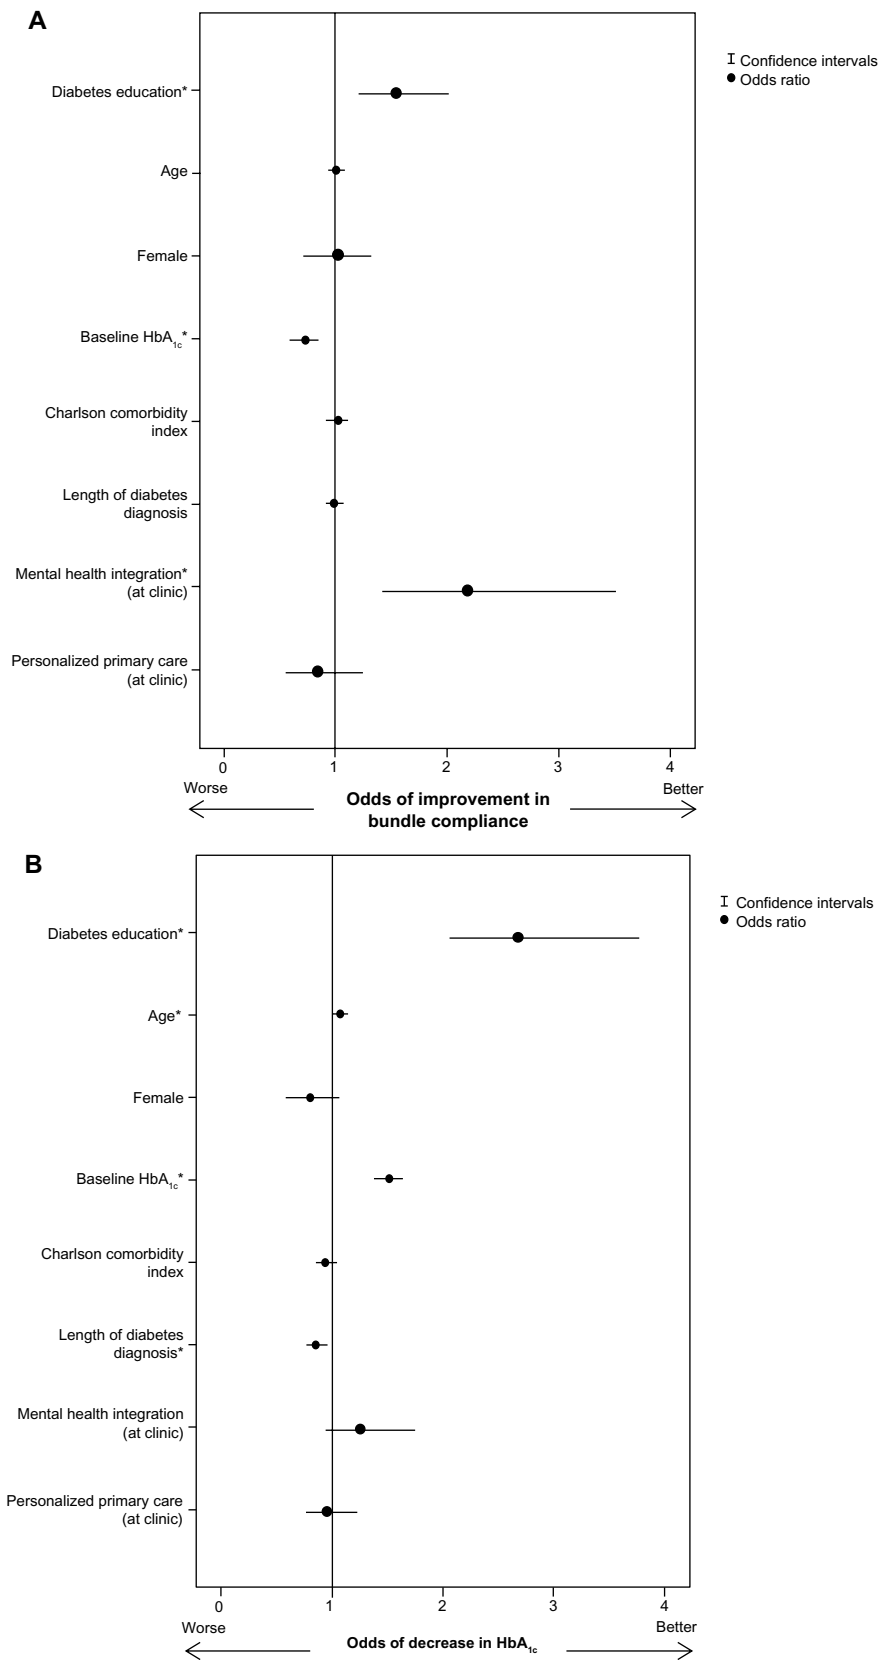 A
Confidence intervals
Odds ratio
Diabetes education*
Age
Female
Baseline HbA1c*
Charlson comorbidity
index
Length of diabetes
diagnosis
Mental health integration*
(at clinic)
Personalized primary care
(at clinic)
0 1 2 3 4
Worse
Better
Odds of improvement in
bundle compliance
B
Confidence intervals
Odds ratio
Diabetes education*
Age*
Female
Baseline HbA1c*
Charlson comorbidity
index
Length of diabetes
diagnosis*
Mental health integration
(at clinic)
Personalized primary care
(at clinic)
0 1 2 3 4
Worse
Better
Odds of decrease in HbA1c